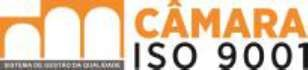 CÂMARA
ISO 9001
SISTEMA DE GESTÃO DA QUALIDADE